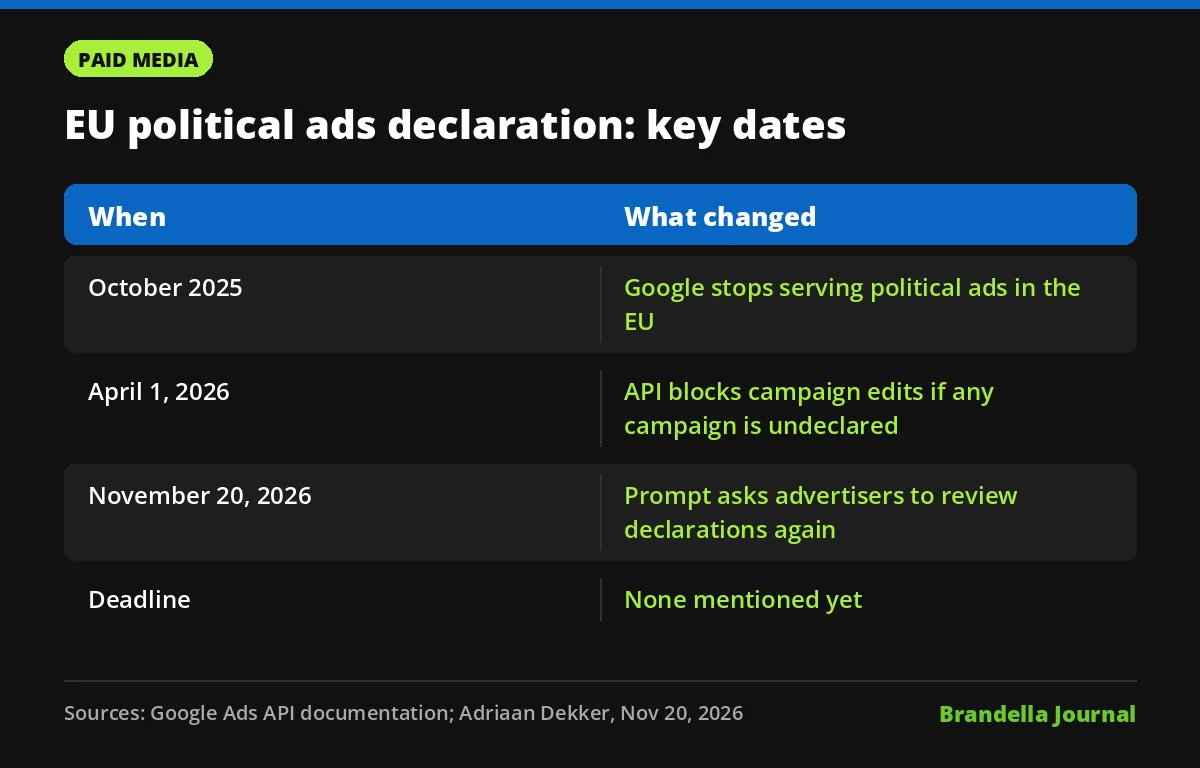 PAID MEDIA
EU political ads declaration: key dates
When
What changed
October 2025
Google stops serving political ads in the
EU
April 1, 2026
API blocks campaign edits if any
campaign is undeclared
November 20, 2026
Prompt asks advertisers to review
declarations again
Deadline
None mentioned yet
Sources: Google Ads API documentation; Adriaan Dekker, Nov 20, 2026
Brandella Journal